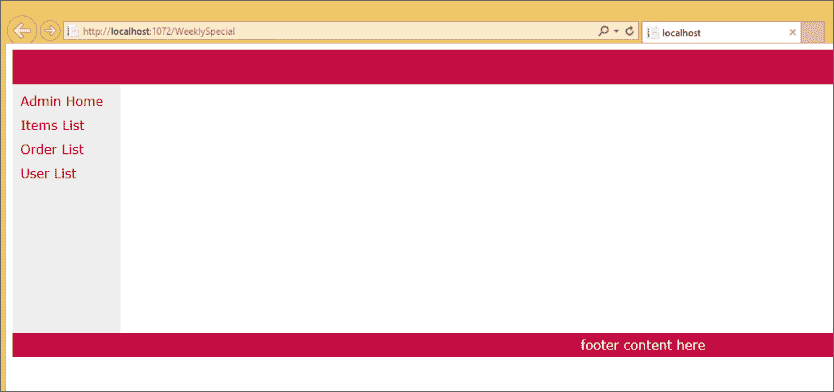 http://localhost:1072/WeeklySpecial
localhost
Admin Home
Items List
Order List
User List
footer content here